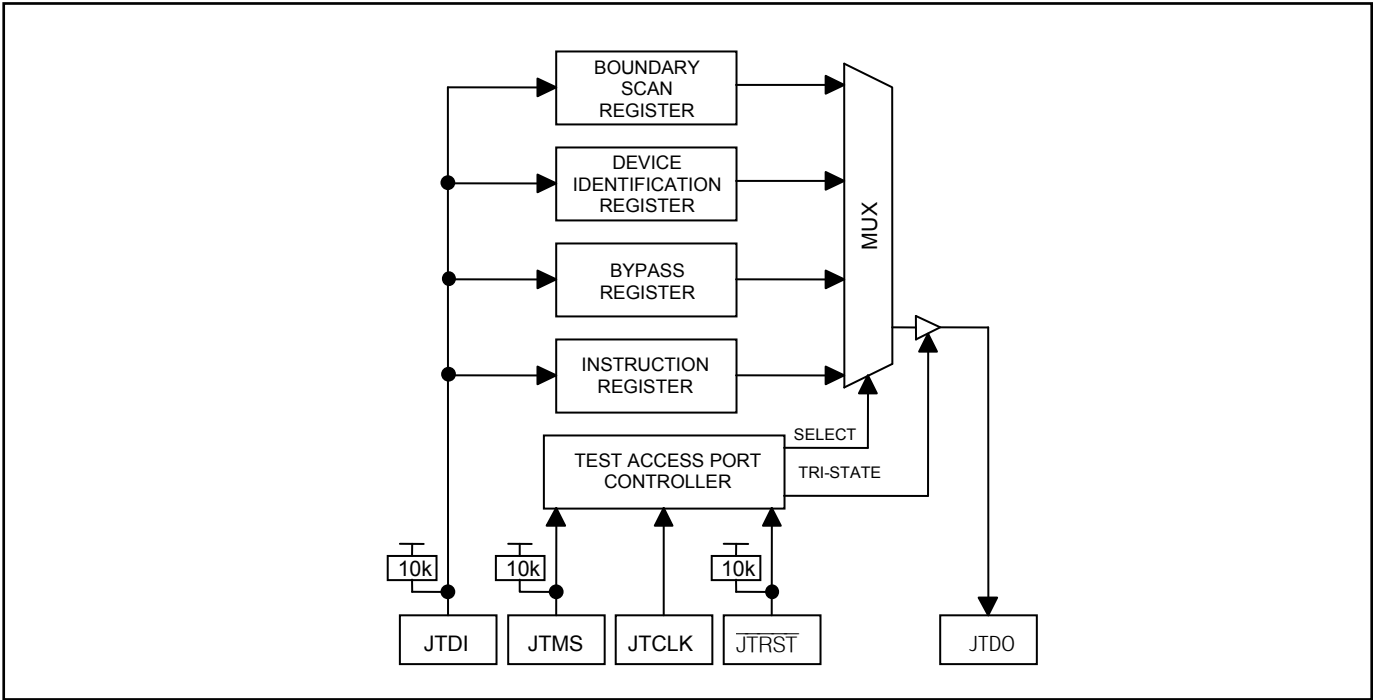 BOUNDARY
SCAN
REGISTER
DEVICE
IDENTIFICATION
REGISTER
MUX
BYPASS
REGISTER
INSTRUCTION
REGISTER
SELECT
TEST ACCESS PORT
CONTROLLER
TRI-STATE
10k
10k
10k
JTDI
JTMS
JTCLK
JTRST
JTDO